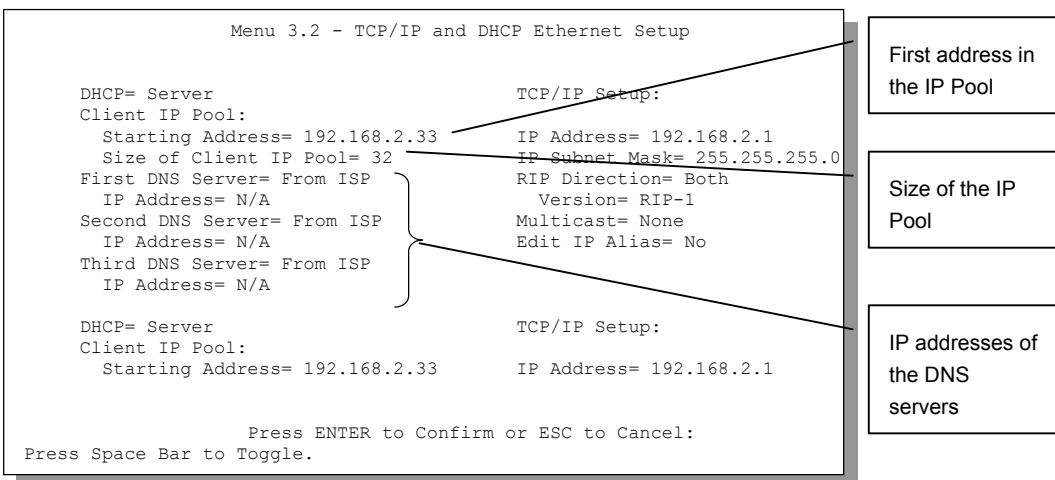 Menu 3.2 - TCP/IP and DHCP Ethernet Setup
DHCP= Server TCP/IP Setup:
Client IP Pool:
Starting Address= 192.168.2.33 IP Address= 192.168.2.1
Size of Client IP Pool= 32 IP Subnet Mask= 255.255.255.0
First DNS Server= From ISP RIP Direction= Both
IP Address= N/A Version= RIP-1
Second DNS Server= From ISP Multicast= None
IP Address= N/A Edit IP Alias= No
Third DNS Server= From ISP
IP Address= N/A
DHCP= Server TCP/IP Setup:
Client IP Pool:
Starting Address= 192.168.2.33 IP Address= 192.168.2.1
Press ENTER to Confirm or ESC to Cancel:
Press Space Bar to Toggle.
First address in
the IP Pool
Size of the IP
Pool
IP addresses of
the DNS
servers